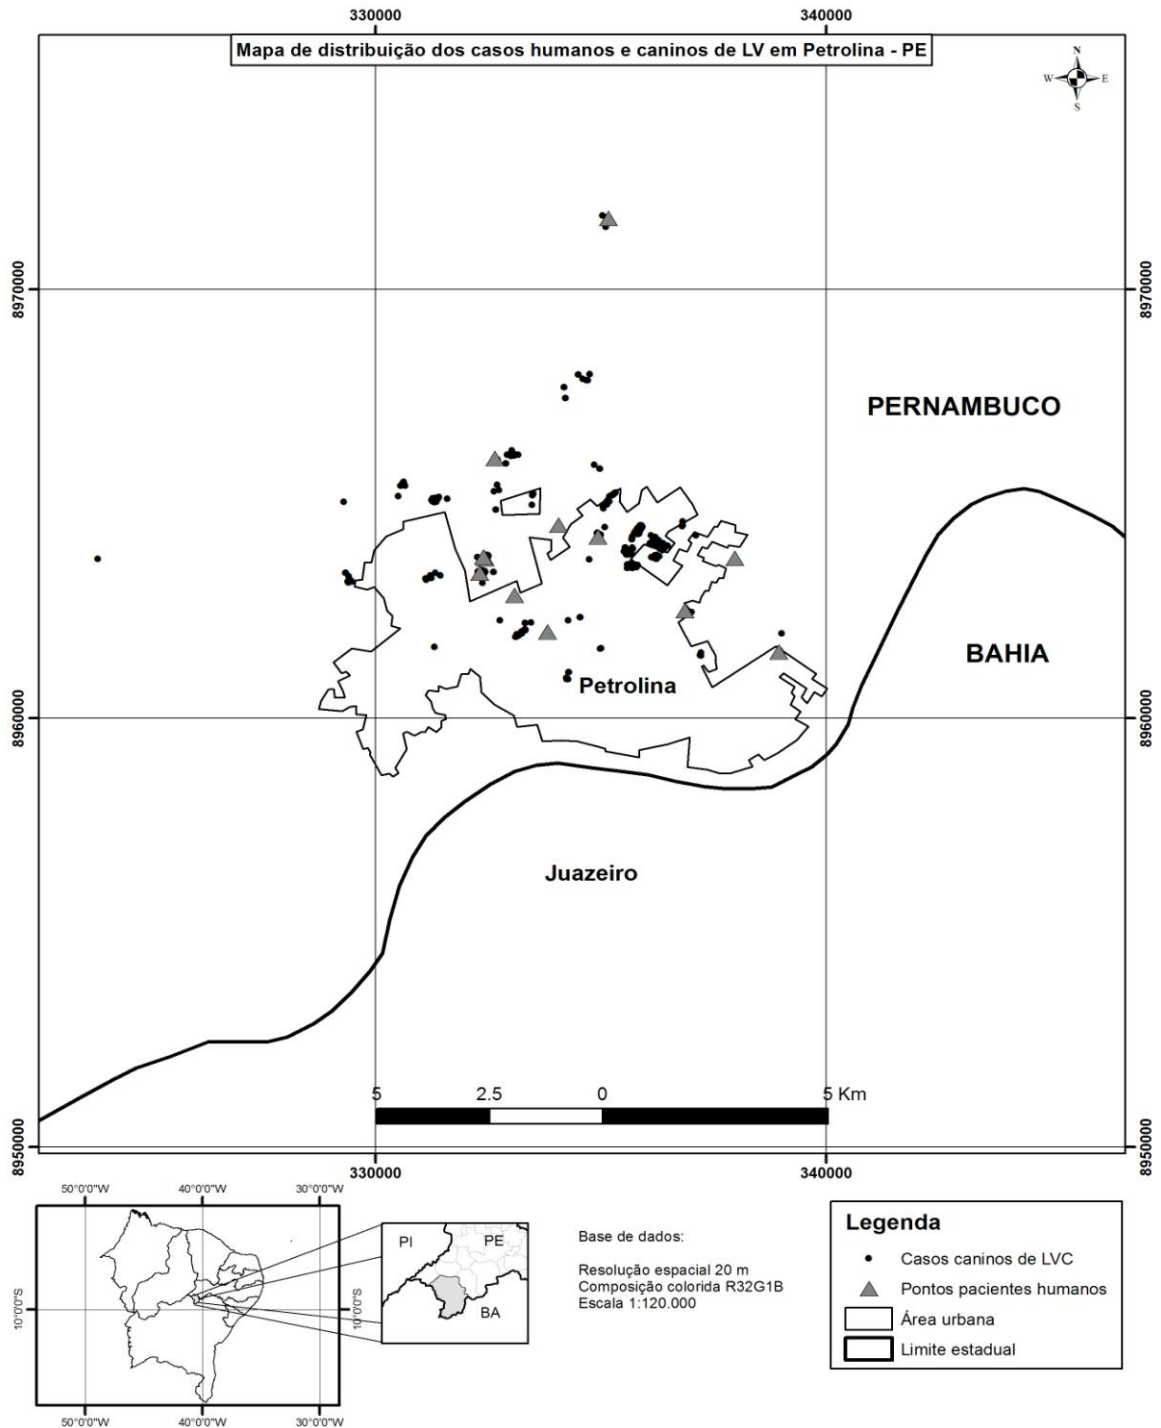 330000
340000
Mapa de distribuição dos casos humanos e caninos de LV em Petrolina - PE
N
W
E
S
8970000
8970000
PERNAMBUCO
BAHIA
Petrolina
8960000
8960000
Juazeiro
5
2.5
0
5 Km
8950000
8950000
330000
340000
50°0'0"W
40°0'0"W
30°0'0"W
10°0'0"S
10°0'0"S
50°0'0"W
40°0'0"W
30°0'0"W
PI
PE
BA
Base de dados:
Resolução espacial 20 m
Composição colorida R32G1B
Escala 1:120.000
Legenda
Casos caninos de LVC
Pontos pacientes humanos
Área urbana
Limite estadual